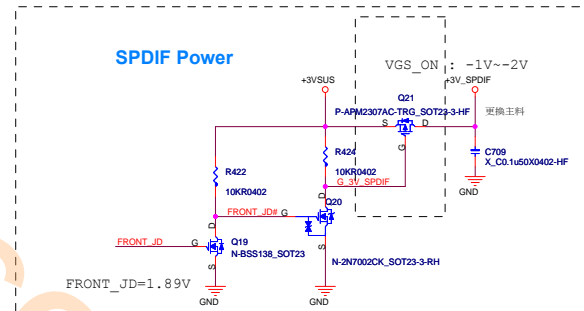 SPDIF Power
VGS_ON : -1V~-2V
+3VSUS
+3V_SPDIF
Q21
P-APM2307AC-TRG_SOT23-3-HF
更換主料
S
D
G
R422
10KR0402
R424
10KR0402
C709
X_C0.1u50X0402-HF
GND
G_3V_SPDIF
D
Q20
FRONT_JD#
G
D
FRONT_JD
G
Q19
N-BSS138_SOT23
S
S
N-2N7002CK_SOT23-3-RH
FRONT_JD=1.89V
GND
GND